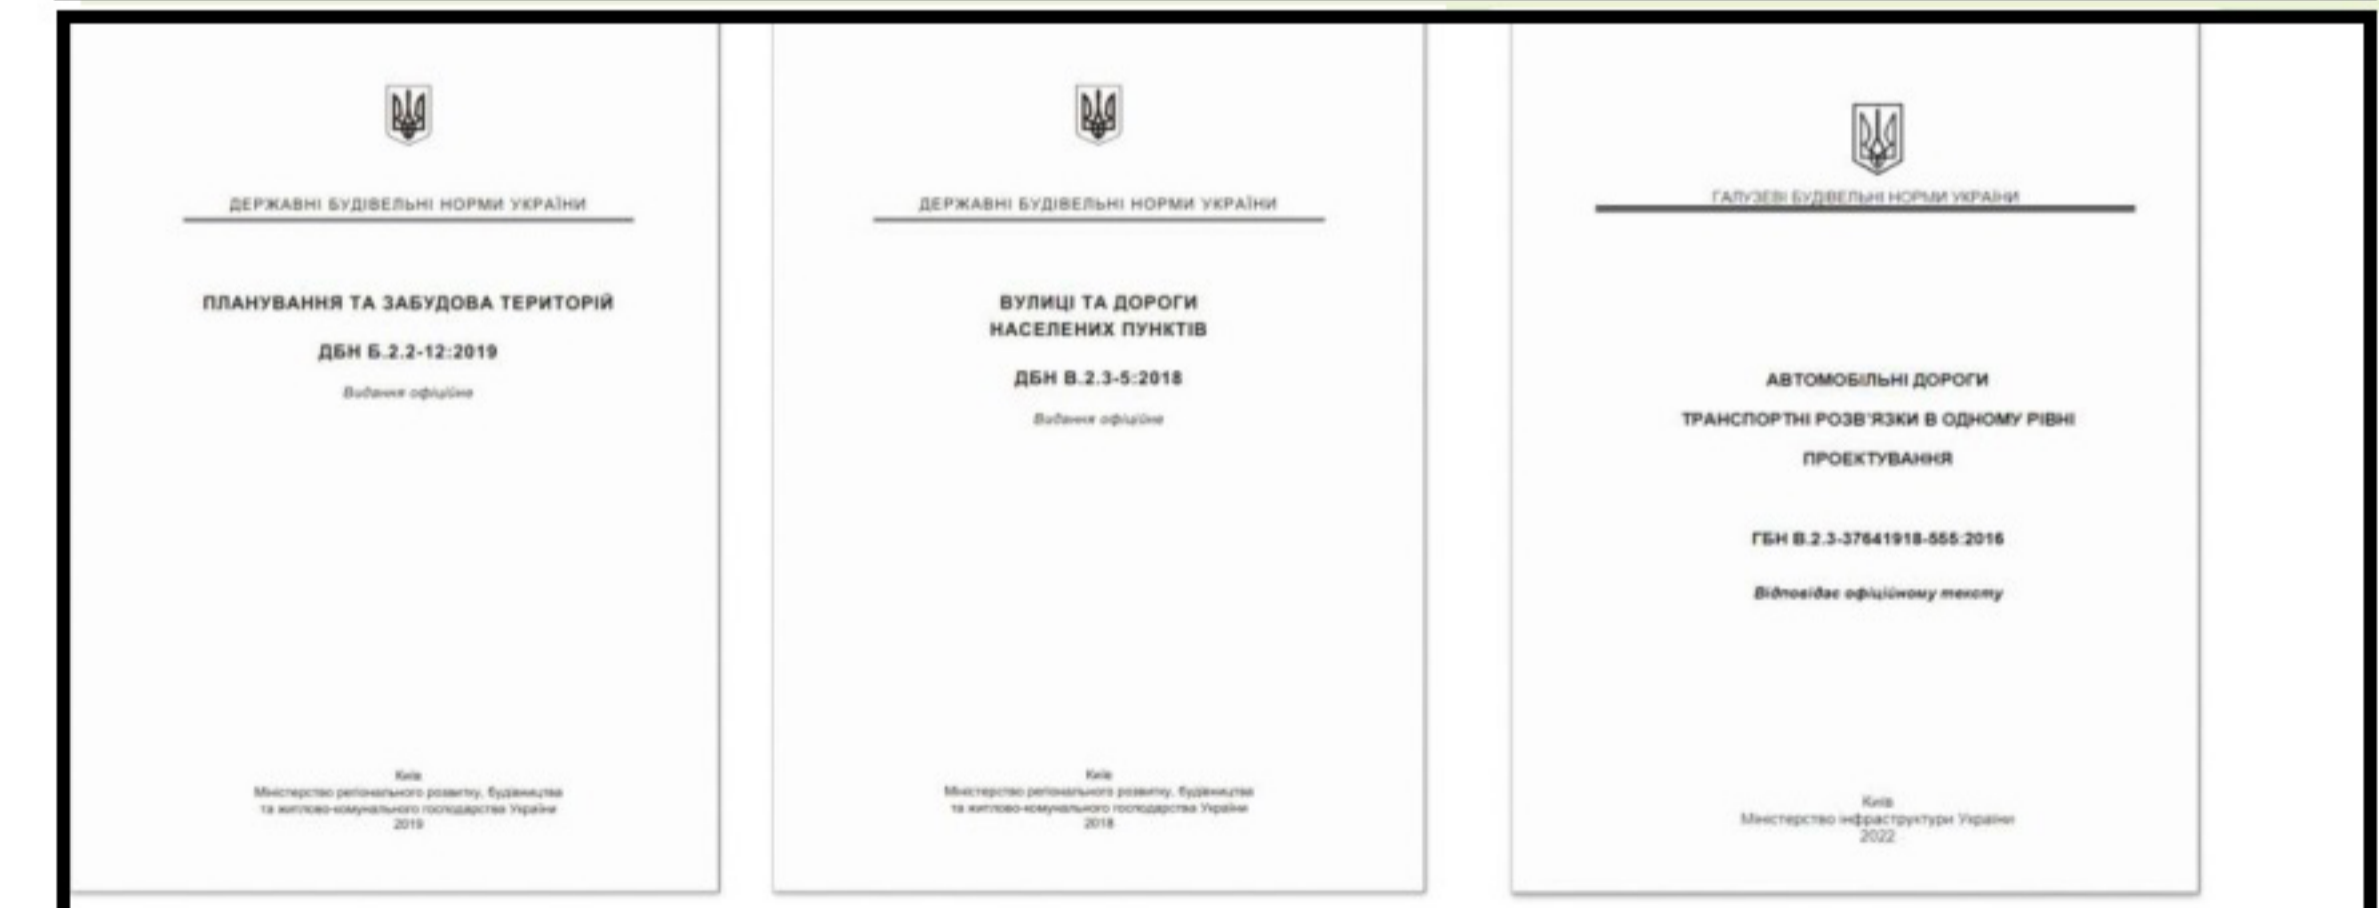 ДЕРЖАВНІ БУДІВЕЛЬНІ НОРМИ УКРАЇНИ
ПЛАНУВАННЯ ТА ЗАБУДОВА ТЕРИТОРІЙ
ДБН Б.2.2-12:2019
Видання офіційне
Київ
Міністерство регіонального розвитку, будівництва
та житлово-комунального господарства України
2019
ДЕРЖАВНІ БУДІВЕЛЬНІ НОРМИ УКРАЇНИ
ВУЛИЦІ ТА ДОРОГИ
НАСЕЛЕНИХ ПУНКТІВ
ДБН В.2.3-5:2018
Видання офіційне
Київ
Міністерство регіонального розвитку, будівництва
та житлово-комунального господарства України
2018
ГАЛУЗЕВІ БУДІВЕЛЬНІ НОРМИ УКРАЇНИ
АВТОМОБІЛЬНІ ДОРОГИ
ТРАНСПОРТНІ РОЗВ'ЯЗКИ В ОДНОМУ РІВНІ
ПРОЕКТУВАННЯ
ГБН В.2.3-37641918-555:2016
Відповідає офіційному тексту
Київ
Міністерство інфраструктури України
2022